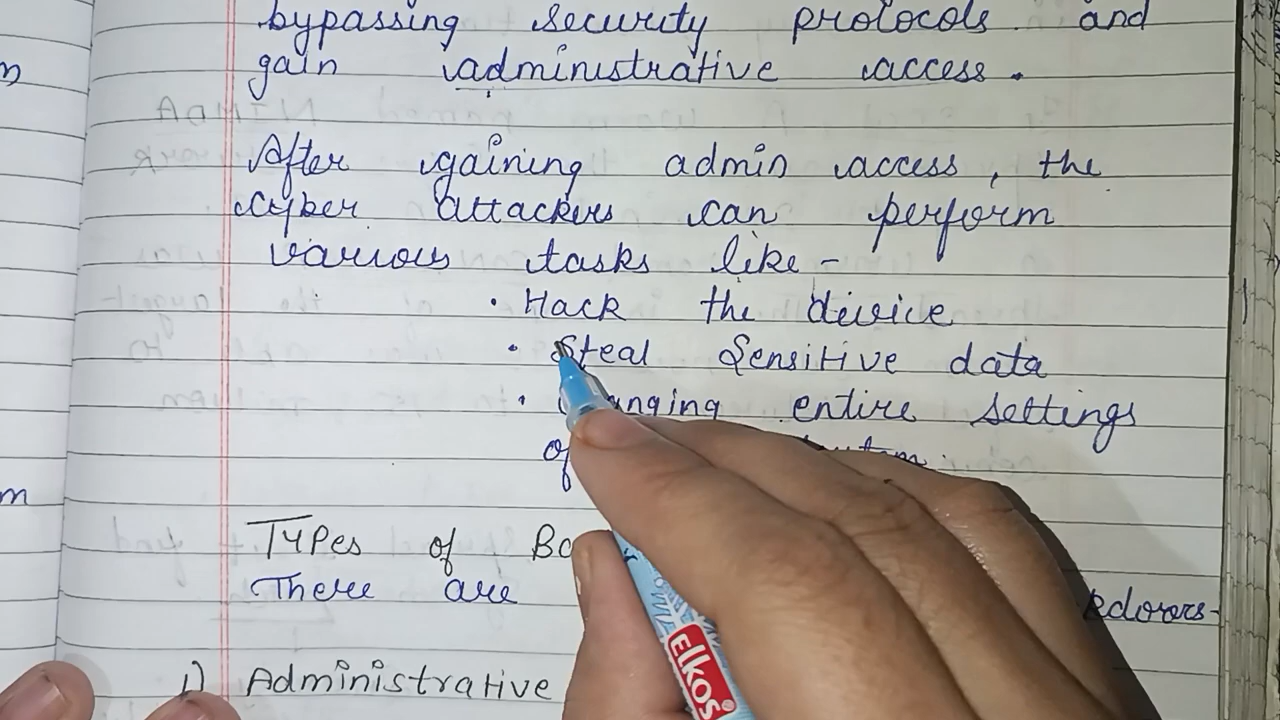 bypassing security protocols and
gain administrative access.
After gaining admin access, the
Cyber attackers can perform
various tasks like -
• Hack the device
• Steal Sensitive data
• entire settings
of
Types of
There are
i) Administrative
Elkos
m